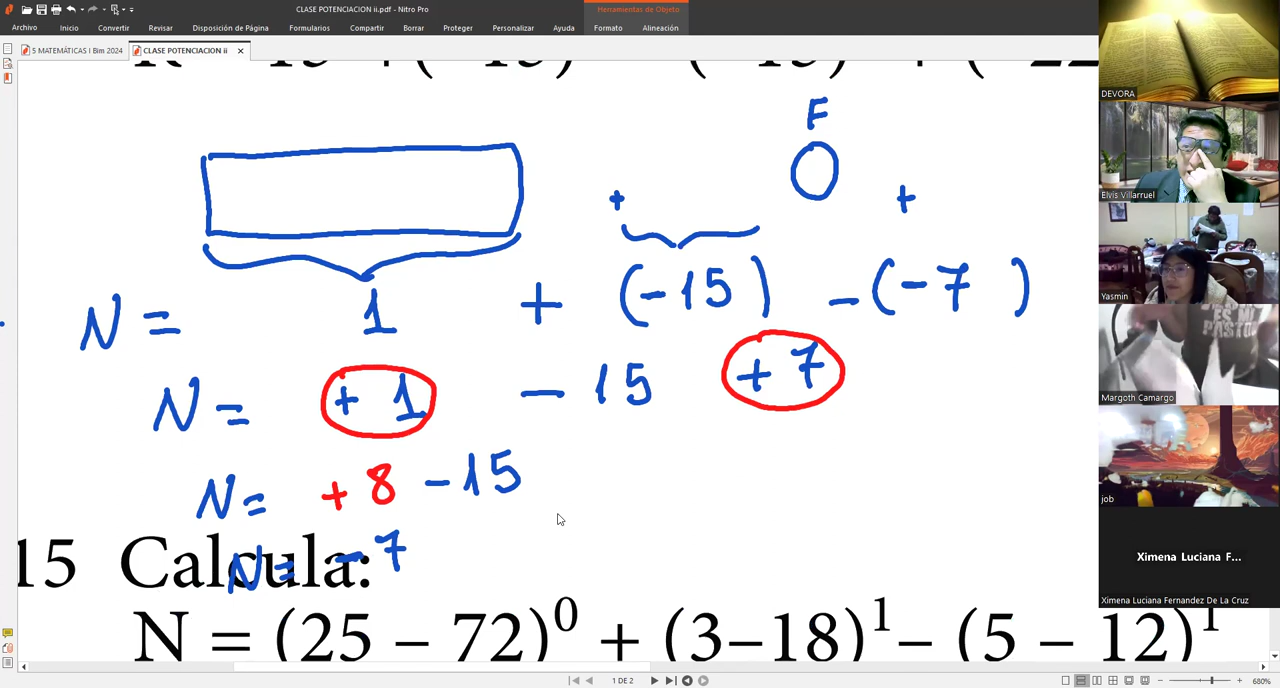 CLASE POTENCIACION ii.pdf - Nitro Pro
Herramientas de Objeto
Archivo Inicio Convertir Revisar Disposición de Página Formularios Compartir Borrar Proteger Personalizar Ayuda Formato Alineación
5 MATEMÁTICAS I Bim 2024
CLASE POTENCIACION ii
F
+ +
N = 1 + (-15) - (-7 )
N = + 1 - 15 + 7
N = + 8 - 15
N = - 7
15 Calcula:
N = (25 – 72)⁰ + (3–18)¹– (5 – 12)¹
1 DE 2
680%
DEVORA
Elvis Villarruel
Yasmin
Margoth Camargo
job
Ximena Luciana F...
Ximena Luciana Fernandez De La Cruz